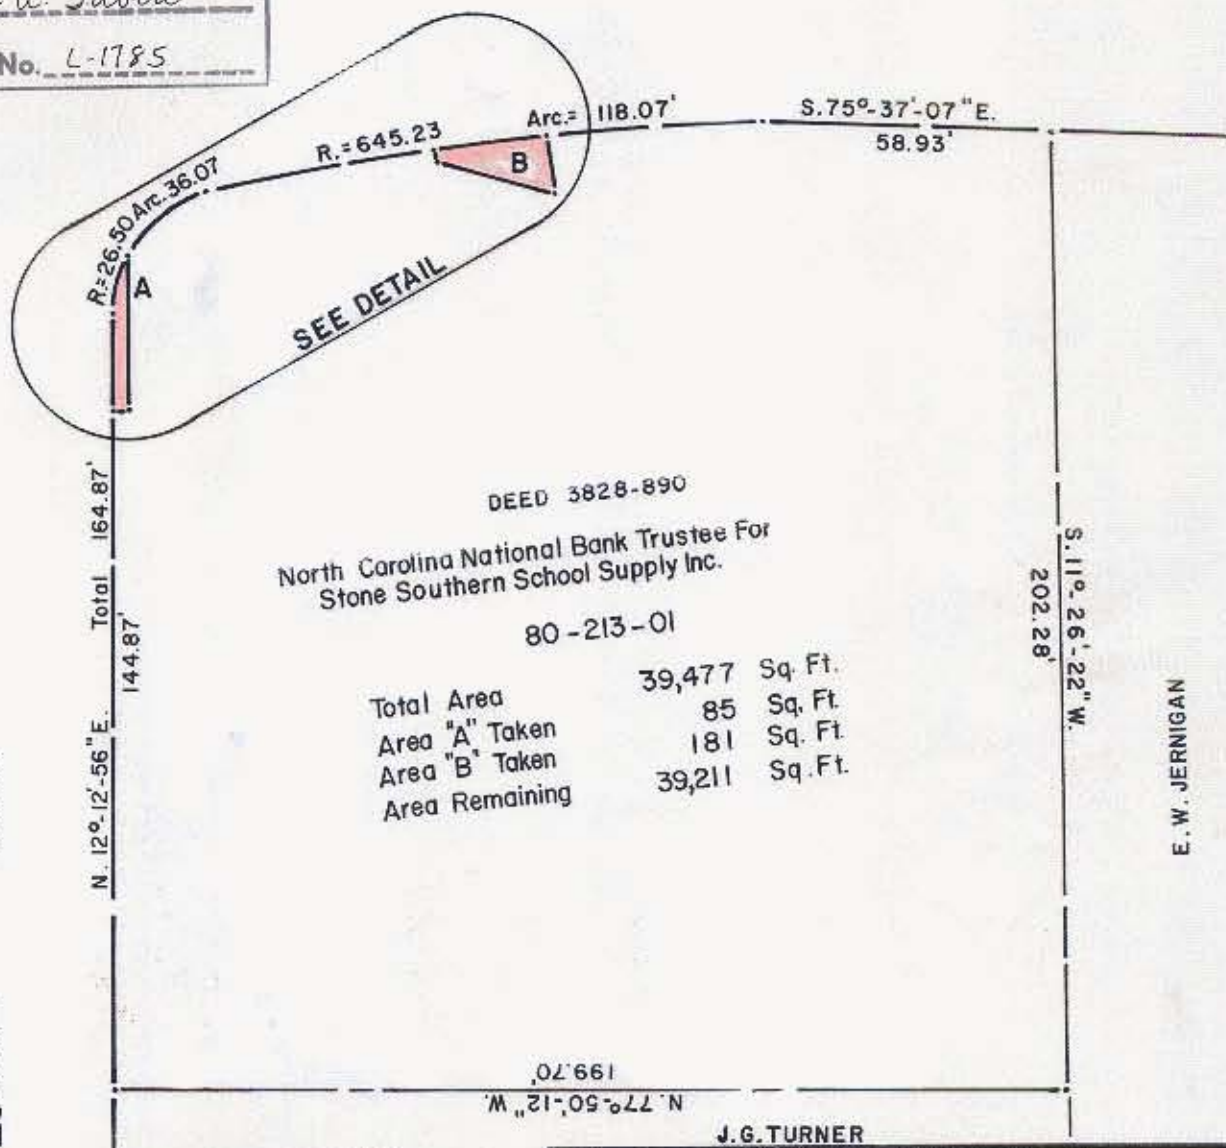 No. L-1785
R.=26.50 Arc. 36.07
R.=645.23
Arc.= 118.07'
S.75°-37'-07"E.
58.93'
A
B
SEE DETAIL
Total 164.87'
144.87'
N. 12°-12'-56"E.
DEED 3828-890
North Carolina National Bank Trustee For
Stone Southern School Supply Inc.
80-213-01
Total Area 39,477 Sq. Ft.
Area "A" Taken 85 Sq. Ft.
Area "B" Taken 181 Sq. Ft.
Area Remaining 39,211 Sq. Ft.
S.11°-26'-22"W.
202.28'
E. W. JERNIGAN
199.70'
N.77°-50'-12"W.
J.G.TURNER